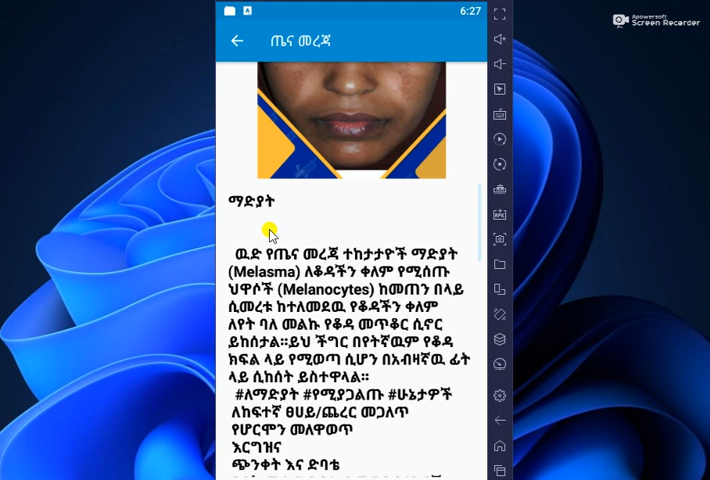 Apowersoft
Screen Recorder
6:27
ጤና መረጃ
ማድያት
ዉድ የጤና መረጃ ተከታታዮች ማድያት
(Melasma) ለቆዳችን ቀለም የሚሰጡ
ህዋሶች (Melanocytes) ከመጠን በላይ
ሲመረቱ ከተለመደዉ የቆዳችን ቀለም
ለየት ባለ መልኩ የቆዳ መጥቆር ሲኖር
ይከሰታል።ይህ ችግር በየትኛዉም የቆዳ
ክፍል ላይ የሚወጣ ሲሆን በአብዛኛዉ ፊት
ላይ ሲከሰት ይስተዋላል።
#ለማድያት #የሚያጋልጡ #ሁኔታዎች
ለከፍተኛ ፀሀይ/ጨረር መጋለጥ
የሆርሞን መለዋወጥ
እርግዝና
ጭንቀት እና ድባቴ